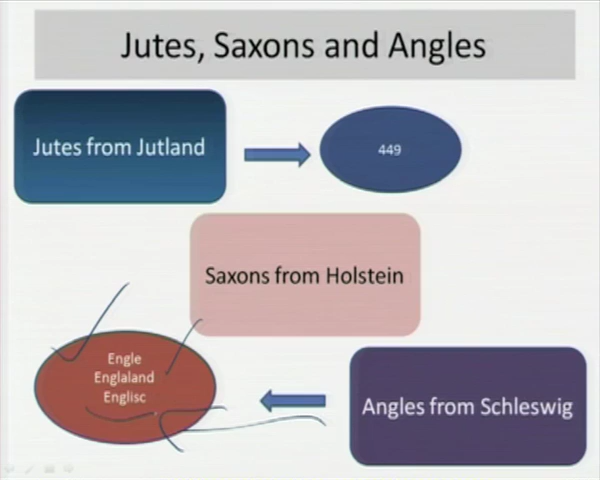 Jutes, Saxons and Angles
Jutes from Jutland
449
Saxons from Holstein
Engle
Englaland
Englisc
Angles from Schleswig